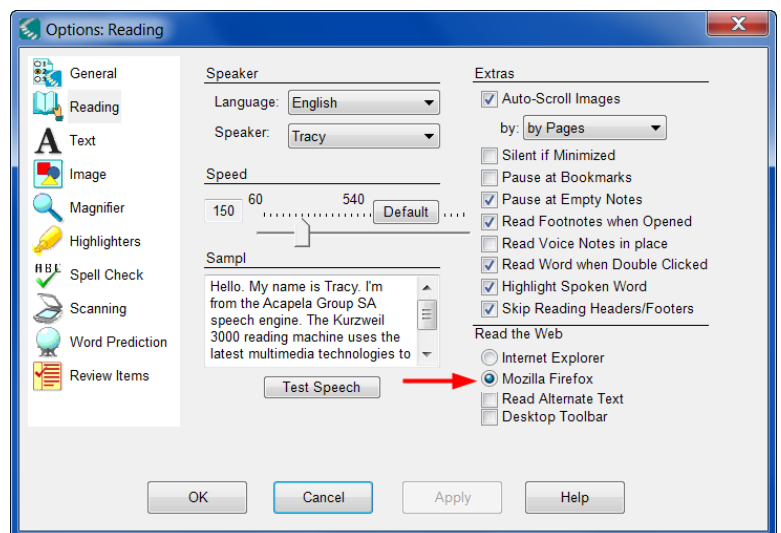 Options: Reading
General
Reading
Text
Image
Magnifier
Highlighters
Spell Check
Scanning
Word Prediction
Review Items
Speaker
Language: English
Speaker: Tracy
Speed
60 540
150 Default
Sampl
Hello. My name is Tracy. I'm
from the Acapela Group SA
speech engine. The Kurzweil
3000 reading machine uses the
latest multimedia technologies to
Test Speech
Extras
Auto-Scroll Images
by: by Pages
Silent if Minimized
Pause at Bookmarks
Pause at Empty Notes
Read Footnotes when Opened
Read Voice Notes in place
Read Word when Double Clicked
Highlight Spoken Word
Skip Reading Headers/Footers
Read the Web
Internet Explorer
Mozilla Firefox
Read Alternate Text
Desktop Toolbar
OK Cancel Apply Help